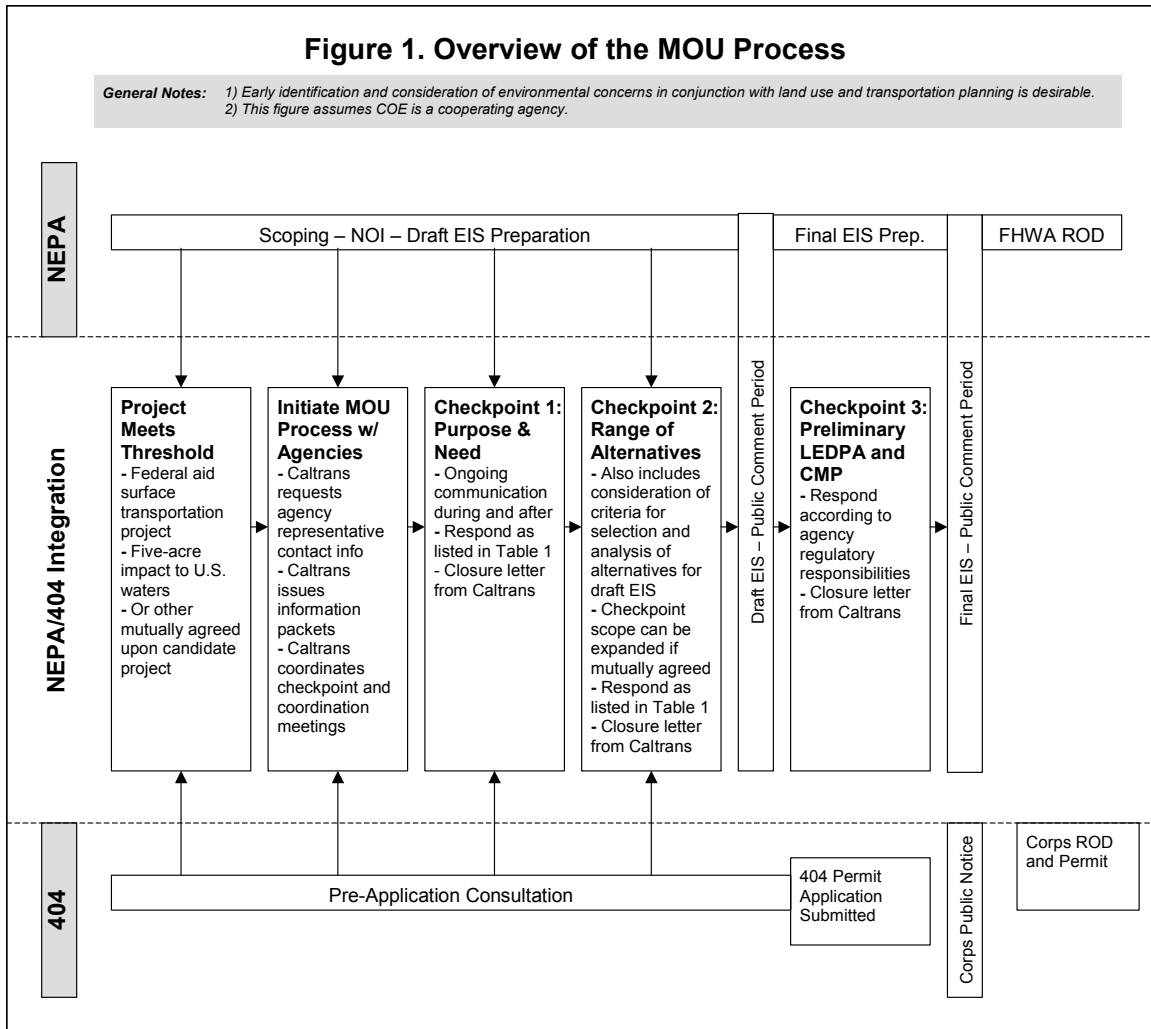 Figure 1. Overview of the MOU Process
General Notes: 1) Early identification and consideration of environmental concerns in conjunction with land use and transportation planning is desirable.
2) This figure assumes COE is a cooperating agency.
NEPA
Scoping – NOI – Draft EIS Preparation
Final EIS Prep.
FHWA ROD
NEPA/404 Integration
Project
Meets
Threshold
- Federal aid
surface
transportation
project
- Five-acre
impact to U.S.
waters
- Or other
mutually agreed
upon candidate
project
Initiate MOU
Process w/
Agencies
- Caltrans
requests
agency
representative
contact info
- Caltrans
issues
information
packets
- Caltrans
coordinates
checkpoint and
coordination
meetings
Checkpoint 1:
Purpose &
Need
- Ongoing
communication
during and after
- Respond as
listed in Table 1
- Closure letter
from Caltrans
Checkpoint 2:
Range of
Alternatives
- Also includes
consideration of
criteria for
selection and
analysis of
alternatives for
draft EIS
- Checkpoint
scope can be
expanded if
mutually agreed
- Respond as
listed in Table 1
- Closure letter
from Caltrans
Draft EIS – Public Comment Period
Checkpoint 3:
Preliminary
LEDPA and
CMP
- Respond
according to
agency
regulatory
responsibilities
- Closure letter
from Caltrans
Final EIS – Public Comment Period
404
Pre-Application Consultation
404 Permit
Application
Submitted
Corps Public Notice
Corps ROD
and Permit